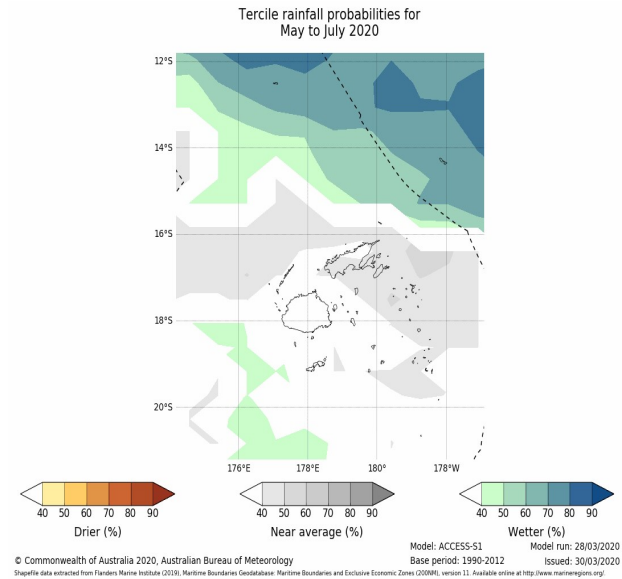 Tercile rainfall probabilities for
May to July 2020
12°S
14°S
16°S
18°S
20°S
176°E 178°E 180° 178°W
40 50 60 70 80 90
Drier (%)
40 50 60 70 80 90
Near average (%)
40 50 60 70 80 90
Wetter (%)
Model: ACCESS-S1 Model run: 28/03/2020
© Commonwealth of Australia 2020, Australian Bureau of Meteorology Base period: 1990-2012 Issued: 30/03/2020
Shapefile data extracted from Flanders Marine Institute (2019), Maritime Boundaries Geodatabase: Maritime Boundaries and Exclusive Economic Zones (200NM), version 11. Available online at http://www.marineregions.org/.